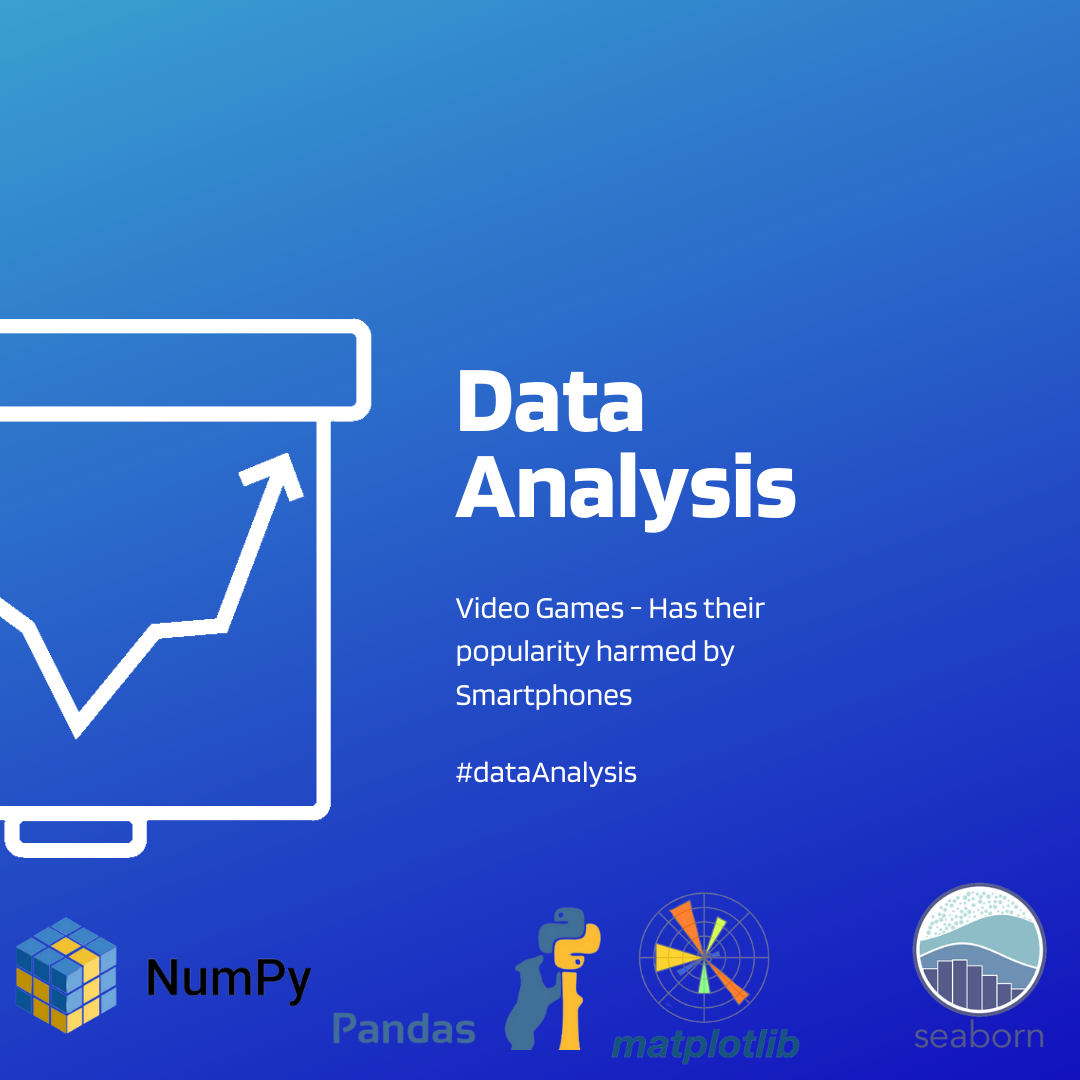 Data
Analysis
Video Games - Has their
popularity harmed by
Smartphones
#dataAnalysis
NumPy
Pandas
matplotlib
seaborn